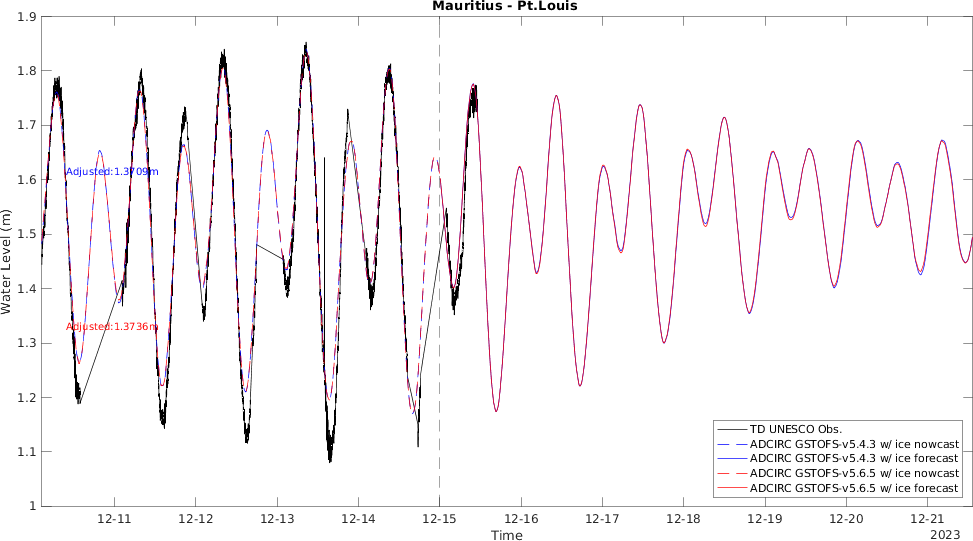 Mauritius - Pt.Louis
Water Level (m)
1.9
1.8
1.7
1.6
1.5
1.4
1.3
1.2
1.1
1
Adjusted:1.3709m
Adjusted:1.3736m
TD UNESCO Obs.
ADCIRC GSTOFS-v5.4.3 w/ ice nowcast
ADCIRC GSTOFS-v5.4.3 w/ ice forecast
ADCIRC GSTOFS-v5.6.5 w/ ice nowcast
ADCIRC GSTOFS-v5.6.5 w/ ice forecast
12-11 12-12 12-13 12-14 12-15 12-16 12-17 12-18 12-19 12-20 12-21
Time
2023